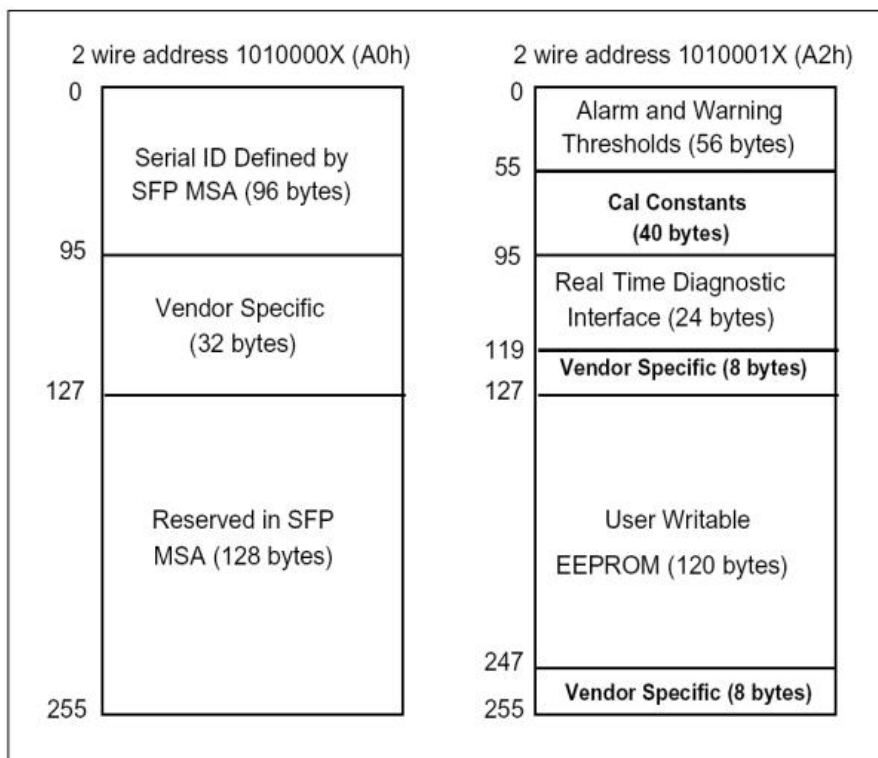 2 wire address 1010000X (A0h)
0
Serial ID Defined by
SFP MSA (96 bytes)
95
Vendor Specific
(32 bytes)
127
Reserved in SFP
MSA (128 bytes)
255
2 wire address 1010001X (A2h)
0
Alarm and Warning
Thresholds (56 bytes)
55
Cal Constants
(40 bytes)
95
Real Time Diagnostic
Interface (24 bytes)
119
Vendor Specific (8 bytes)
127
User Writable
EEPROM (120 bytes)
247
Vendor Specific (8 bytes)
255